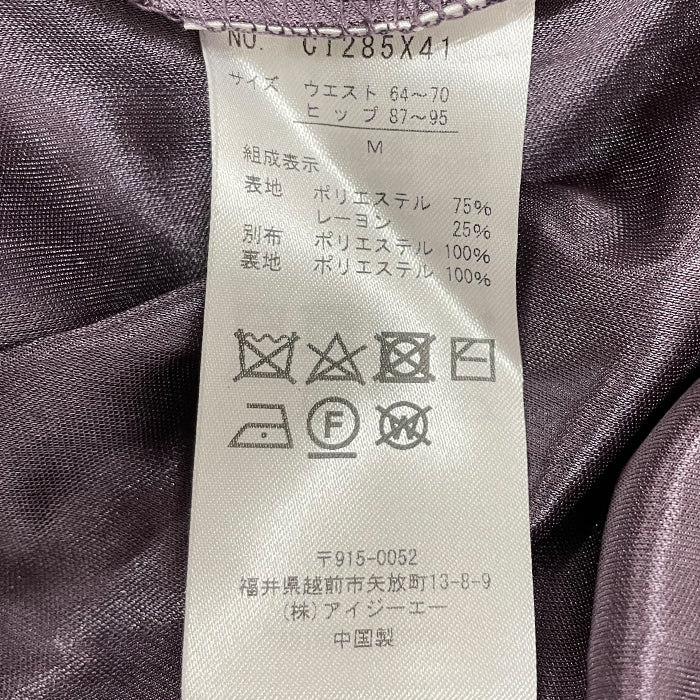 NO. CT285X41
サイズ ウエスト 64〜70
ヒップ 87〜95
M
組成表示
表地 ポリエステル 75%
レーヨン 25%
別布 ポリエステル 100%
裏地 ポリエステル 100%
F
W
〒915-0052
福井県越前市矢放町13-8-9
(株)アイジーエー
中国製